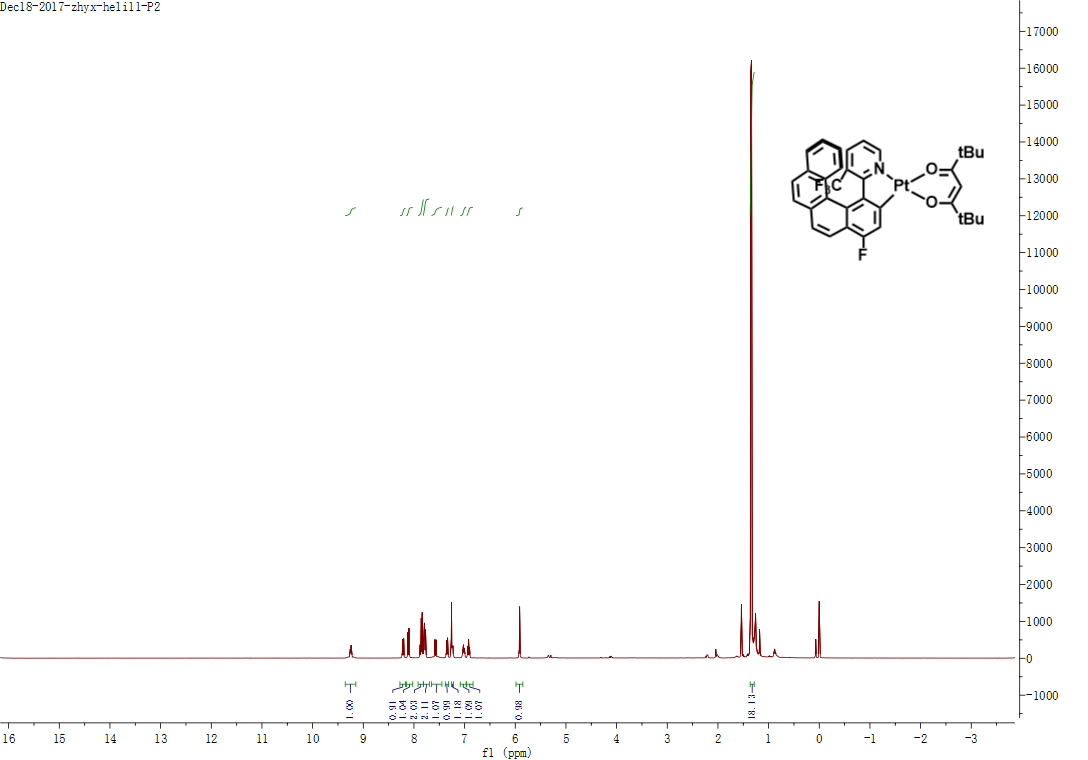 Dec18-2017-zhyx-helil1-P2
17000
16000
15000
14000
13000
12000
11000
10000
9000
8000
7000
6000
5000
4000
3000
2000
1000
0
-1000
tBu
O
N
F3C
Pt
O
tBu
F
1.00
0.91
1.04
2.03
2.11
1.07
0.99
1.18
1.09
1.07
0.98
18.13
16 15 14 13 12 11 10 9 8 7 6 5 4 3 2 1 0 -1 -2 -3
f1 (ppm)